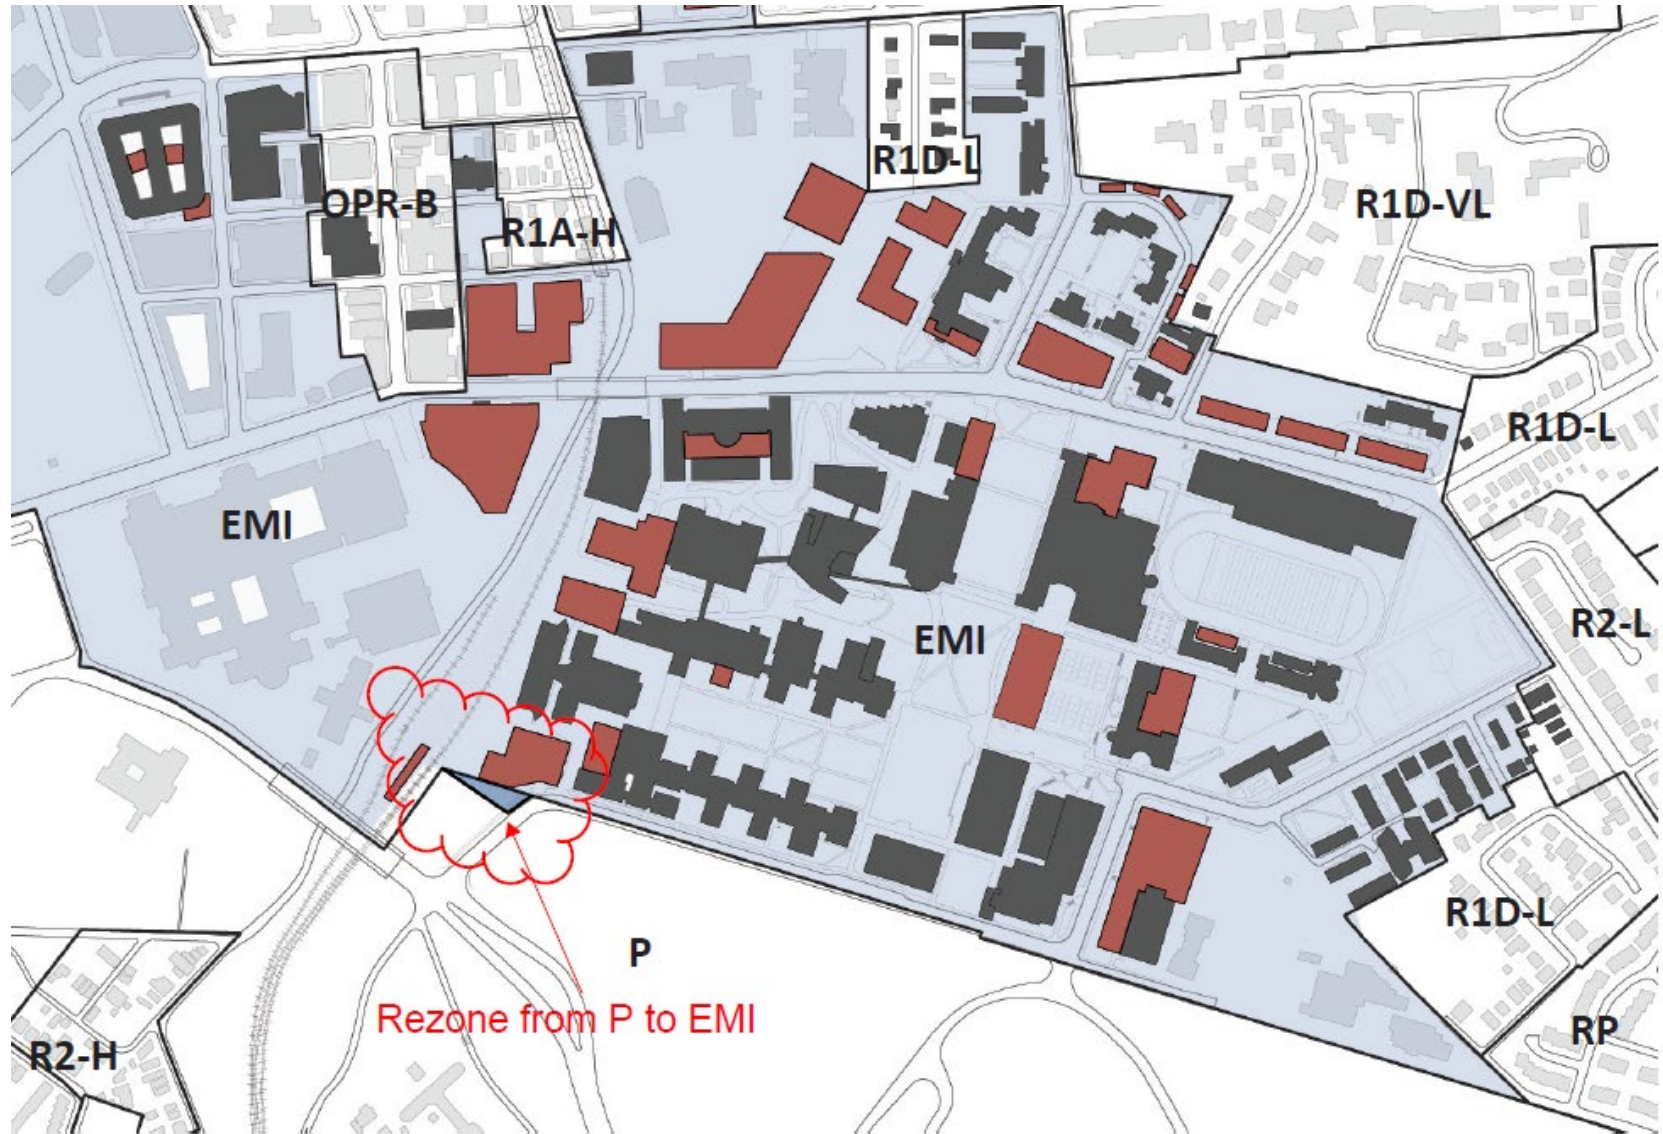 R1D-L
OPR-B
R1A-H
R1D-VL
R1D-L
EMI
EMI
R2-L
R1D-L
P
Rezone from P to EMI
RP
R2-H